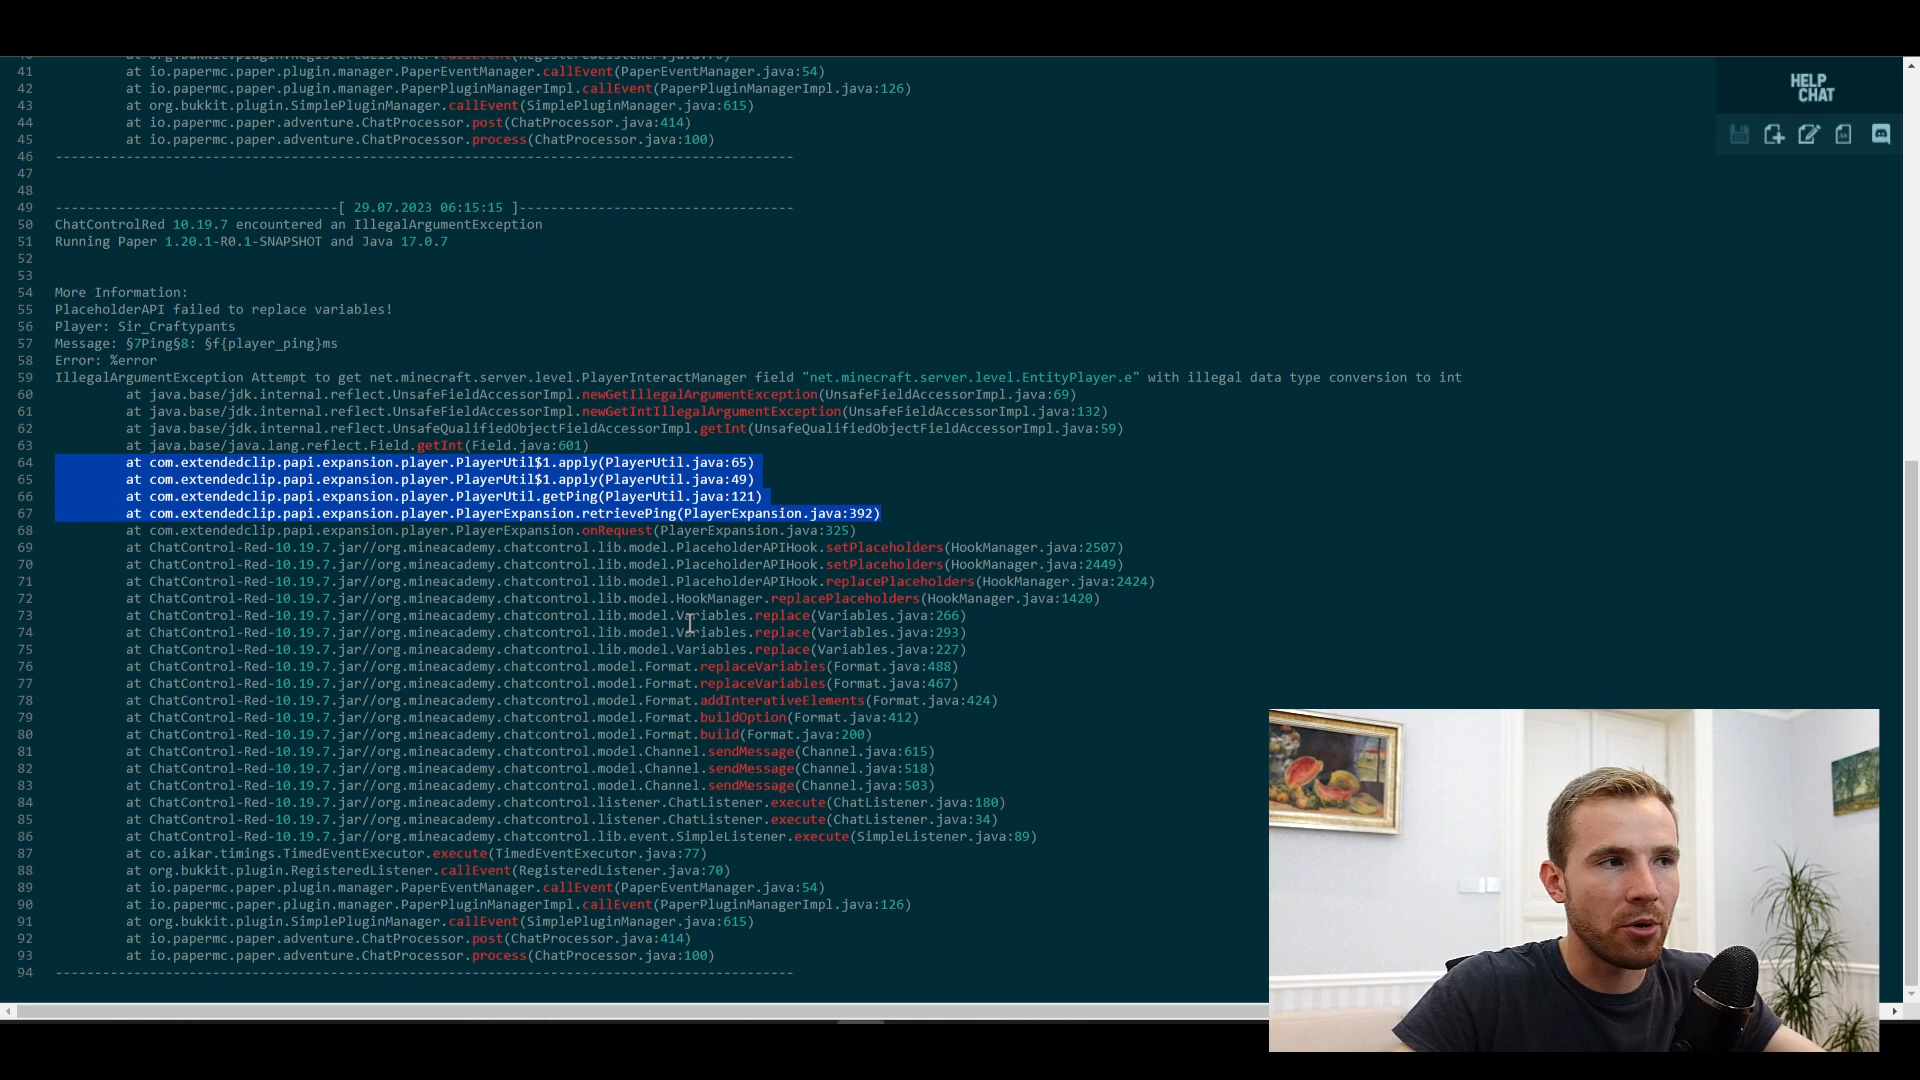 41 at io.papermc.paper.plugin.manager.PaperEventManager.callEvent(PaperEventManager.java:54)
42 at io.papermc.paper.plugin.manager.PaperPluginManagerImpl.callEvent(PaperPluginManagerImpl.java:126)
43 at org.bukkit.plugin.SimplePluginManager.callEvent(SimplePluginManager.java:615)
44 at io.papermc.paper.adventure.ChatProcessor.post(ChatProcessor.java:414)
45 at io.papermc.paper.adventure.ChatProcessor.process(ChatProcessor.java:100)
46 ----------------------------------------------------------------------------------------------
47
48
49 ------------------------------------[ 29.07.2023 06:15:15 ]-----------------------------------
50 ChatControlRed 10.19.7 encountered an IllegalArgumentException
51 Running Paper 1.20.1-R0.1-SNAPSHOT and Java 17.0.7
52
53
54 More Information:
55 PlaceholderAPI failed to replace variables!
56 Player: Sir_Craftypants
57 Message: §7Ping§8: §f{player_ping}ms
58 Error: %error
59 IllegalArgumentException Attempt to get net.minecraft.server.level.PlayerInteractManager field "net.minecraft.server.level.EntityPlayer.e" with illegal data type conversion to int
60 at java.base/jdk.internal.reflect.UnsafeFieldAccessorImpl.newGetIllegalArgumentException(UnsafeFieldAccessorImpl.java:69)
61 at java.base/jdk.internal.reflect.UnsafeFieldAccessorImpl.newGetIntIllegalArgumentException(UnsafeFieldAccessorImpl.java:132)
62 at java.base/jdk.internal.reflect.UnsafeQualifiedObjectFieldAccessorImpl.getInt(UnsafeQualifiedObjectFieldAccessorImpl.java:59)
63 at java.base/java.lang.reflect.Field.getInt(Field.java:601)
64 at com.extendedclip.papi.expansion.player.PlayerUtil$1.apply(PlayerUtil.java:65)
65 at com.extendedclip.papi.expansion.player.PlayerUtil$1.apply(PlayerUtil.java:49)
66 at com.extendedclip.papi.expansion.player.PlayerUtil.getPing(PlayerUtil.java:121)
67 at com.extendedclip.papi.expansion.player.PlayerExpansion.retrievePing(PlayerExpansion.java:392)
68 at com.extendedclip.papi.expansion.player.PlayerExpansion.onRequest(PlayerExpansion.java:325)
69 at ChatControl-Red-10.19.7.jar//org.mineacademy.chatcontrol.lib.model.PlaceholderAPIHook.setPlaceholders(HookManager.java:2507)
70 at ChatControl-Red-10.19.7.jar//org.mineacademy.chatcontrol.lib.model.PlaceholderAPIHook.setPlaceholders(HookManager.java:2449)
71 at ChatControl-Red-10.19.7.jar//org.mineacademy.chatcontrol.lib.model.PlaceholderAPIHook.replacePlaceholders(HookManager.java:2424)
72 at ChatControl-Red-10.19.7.jar//org.mineacademy.chatcontrol.lib.model.HookManager.replacePlaceholders(HookManager.java:1420)
73 at ChatControl-Red-10.19.7.jar//org.mineacademy.chatcontrol.lib.model.Variables.replace(Variables.java:266)
74 at ChatControl-Red-10.19.7.jar//org.mineacademy.chatcontrol.lib.model.Variables.replace(Variables.java:293)
75 at ChatControl-Red-10.19.7.jar//org.mineacademy.chatcontrol.lib.model.Variables.replace(Variables.java:227)
76 at ChatControl-Red-10.19.7.jar//org.mineacademy.chatcontrol.model.Format.replaceVariables(Format.java:488)
77 at ChatControl-Red-10.19.7.jar//org.mineacademy.chatcontrol.model.Format.replaceVariables(Format.java:467)
78 at ChatControl-Red-10.19.7.jar//org.mineacademy.chatcontrol.model.Format.addInterativeElements(Format.java:424)
79 at ChatControl-Red-10.19.7.jar//org.mineacademy.chatcontrol.model.Format.buildOption(Format.java:412)
80 at ChatControl-Red-10.19.7.jar//org.mineacademy.chatcontrol.model.Format.build(Format.java:200)
81 at ChatControl-Red-10.19.7.jar//org.mineacademy.chatcontrol.model.Channel.sendMessage(Channel.java:615)
82 at ChatControl-Red-10.19.7.jar//org.mineacademy.chatcontrol.model.Channel.sendMessage(Channel.java:518)
83 at ChatControl-Red-10.19.7.jar//org.mineacademy.chatcontrol.model.Channel.sendMessage(Channel.java:503)
84 at ChatControl-Red-10.19.7.jar//org.mineacademy.chatcontrol.listener.ChatListener.execute(ChatListener.java:180)
85 at ChatControl-Red-10.19.7.jar//org.mineacademy.chatcontrol.listener.ChatListener.execute(ChatListener.java:34)
86 at ChatControl-Red-10.19.7.jar//org.mineacademy.chatcontrol.lib.event.SimpleListener.execute(SimpleListener.java:89)
87 at co.aikar.timings.TimedEventExecutor.execute(TimedEventExecutor.java:77)
88 at org.bukkit.plugin.RegisteredListener.callEvent(RegisteredListener.java:70)
89 at io.papermc.paper.plugin.manager.PaperEventManager.callEvent(PaperEventManager.java:54)
90 at io.papermc.paper.plugin.manager.PaperPluginManagerImpl.callEvent(PaperPluginManagerImpl.java:126)
91 at org.bukkit.plugin.SimplePluginManager.callEvent(SimplePluginManager.java:615)
92 at io.papermc.paper.adventure.ChatProcessor.post(ChatProcessor.java:414)
93 at io.papermc.paper.adventure.ChatProcessor.process(ChatProcessor.java:100)
94 ----------------------------------------------------------------------------------------------
HELP
CHAT